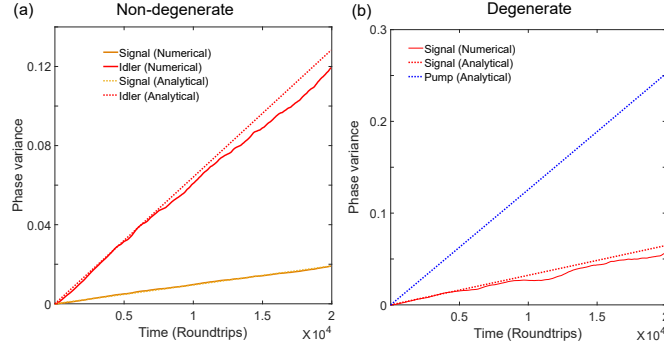 (a)
Non-degenerate
Signal (Numerical)
Idler (Numerical)
Signal (Analytical)
Idler (Analytical)
Phase variance
0.12
0.08
0.04
0
0.5
1
1.5
2
Time (Roundtrips)
X10⁴
(b)
Degenerate
Signal (Numerical)
Signal (Analytical)
Pump (Analytical)
Phase variance
0.3
0.2
0.1
0
0.5
1
1.5
2
Time (Roundtrips)
X10⁴